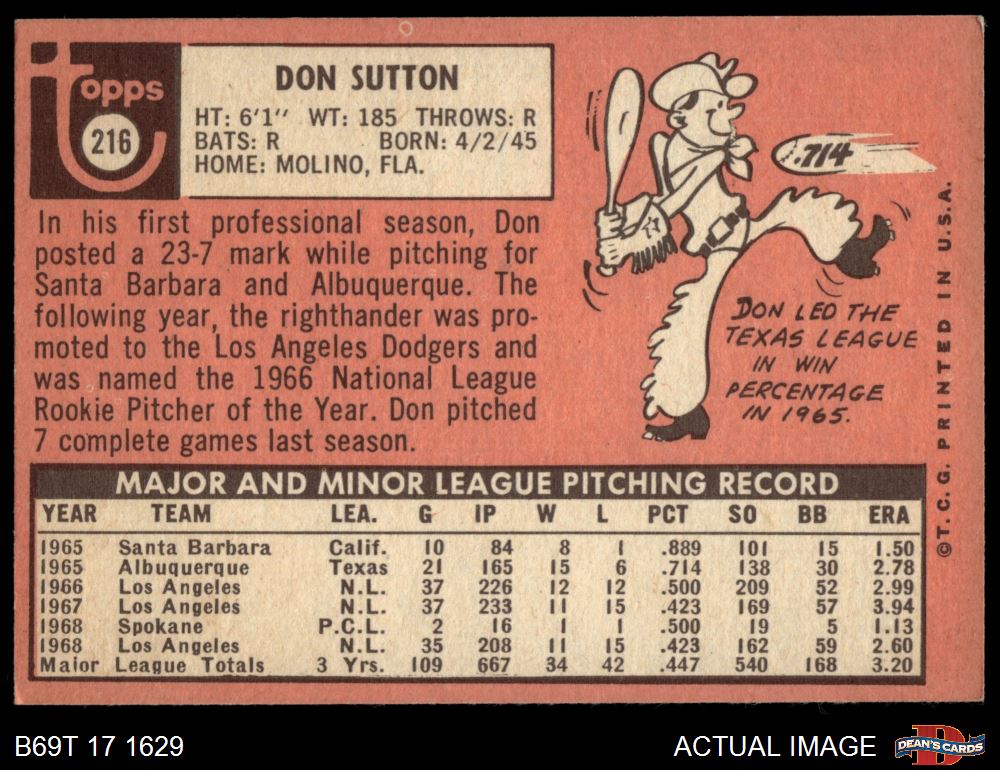 Topps
216
DON SUTTON
HT: 6'1" WT: 185 THROWS: R
BATS: R BORN: 4/2/45
HOME: MOLINO, FLA.
In his first professional season, Don
posted a 23-7 mark while pitching for
Santa Barbara and Albuquerque. The
following year, the righthander was pro-
moted to the Los Angeles Dodgers and
was named the 1966 National League
Rookie Pitcher of the Year. Don pitched
7 complete games last season.
.714
DON LED THE
TEXAS LEAGUE
IN WIN
PERCENTAGE
IN 1965.
©T.C.G. PRINTED IN U.S.A.
MAJOR AND MINOR LEAGUE PITCHING RECORD
YEAR TEAM LEA. G IP W L PCT SO BB ERA
1965 Santa Barbara Calif. 10 84 8 1 .889 101 15 1.50
1965 Albuquerque Texas 21 165 15 6 .714 138 30 2.78
1966 Los Angeles N.L. 37 226 12 12 .500 209 52 2.99
1967 Los Angeles N.L. 37 233 11 15 .423 169 57 3.94
1968 Spokane P.C.L. 2 16 1 1 .500 19 5 1.13
1968 Los Angeles N.L. 35 208 11 15 .423 162 59 2.60
Major League Totals 3 Yrs. 109 667 34 42 .447 540 168 3.20
B69T 17 1629
ACTUAL IMAGE
DEAN'S CARDS